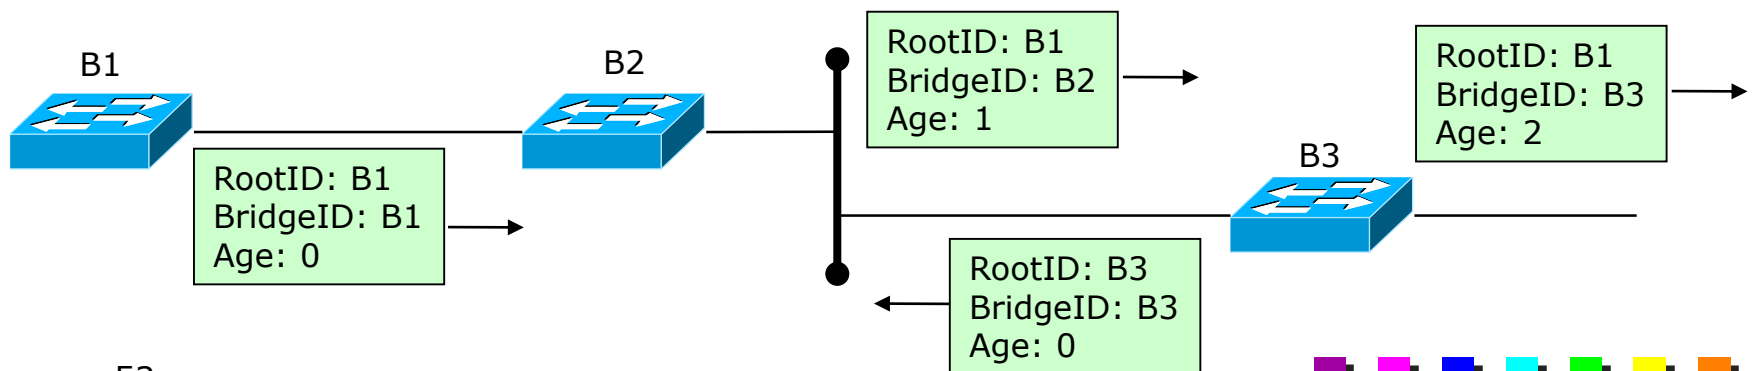 B1
B2
RootID: B1
BridgeID: B2
Age: 1
RootID: B1
BridgeID: B3
Age: 2
B3
RootID: B1
BridgeID: B1
Age: 0
RootID: B3
BridgeID: B3
Age: 0